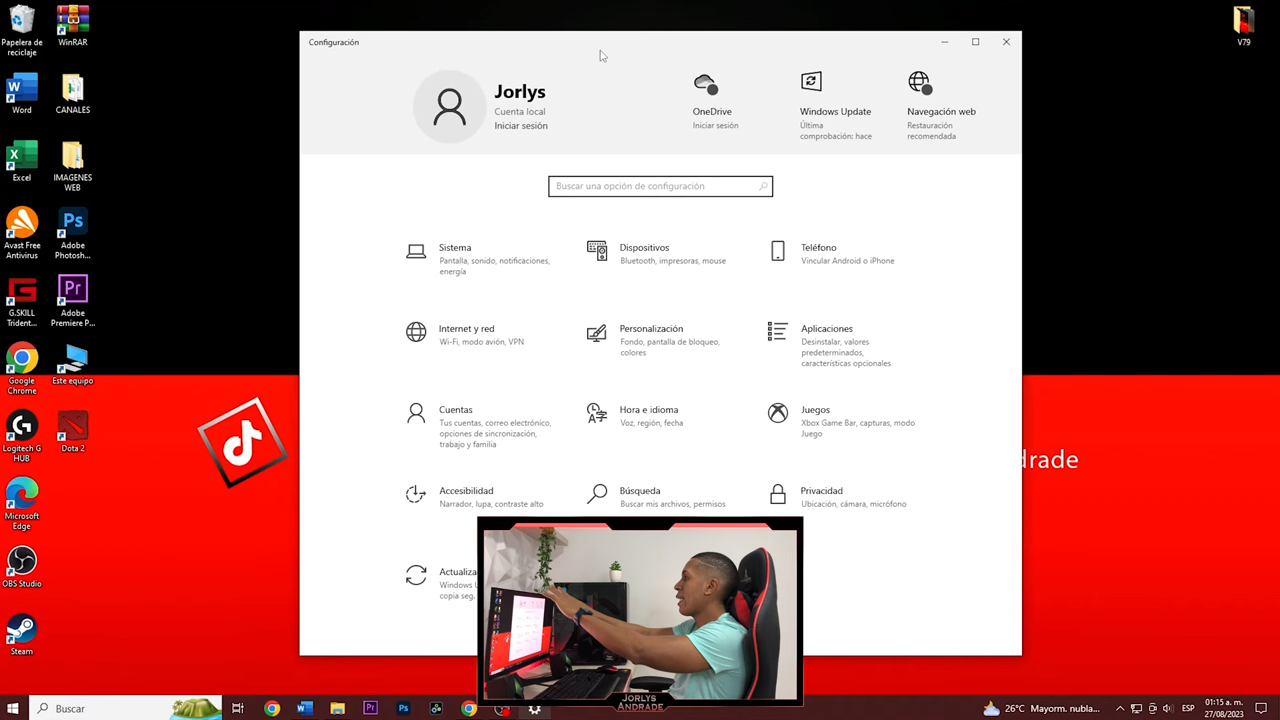 Papelera de
reciclaje
WinRAR
Word
CANALES
Excel
IMAGENES
WEB
Avast Free
Antivirus
Adobe
Photosh...
G.SKILL
Trident...
Adobe
Premiere P...
Google
Chrome
Este equipo
Logitech G
HUB
Dota 2
Microsoft
Edge
OBS Studio
Steam
V79
Configuración
Jorlys
Cuenta local
Iniciar sesión
OneDrive
Iniciar sesión
Windows Update
Última
comprobación: hace
Navegación web
Restauración
recomendada
Buscar una opción de configuración
Sistema
Pantalla, sonido, notificaciones,
energía
Dispositivos
Bluetooth, impresoras, mouse
Teléfono
Vincular Android o iPhone
Internet y red
Wi-Fi, modo avión, VPN
Personalización
Fondo, pantalla de bloqueo,
colores
Aplicaciones
Desinstalar, valores
predeterminados,
características opcionales
Cuentas
Tus cuentas, correo electrónico,
opciones de sincronización,
trabajo y familia
Hora e idioma
Voz, región, fecha
Juegos
Xbox Game Bar, capturas, modo
Juego
Accesibilidad
Narrador, lupa, contraste alto
Búsqueda
Buscar mis archivos, permisos
Privacidad
Ubicación, cámara, micrófono
Actualiza
Windows U
copia seg.
drade
JORLYS
ANDRADE
Buscar
26°C Mayorm. nubla...
ESP
01:15 a. m.
27/08/2023